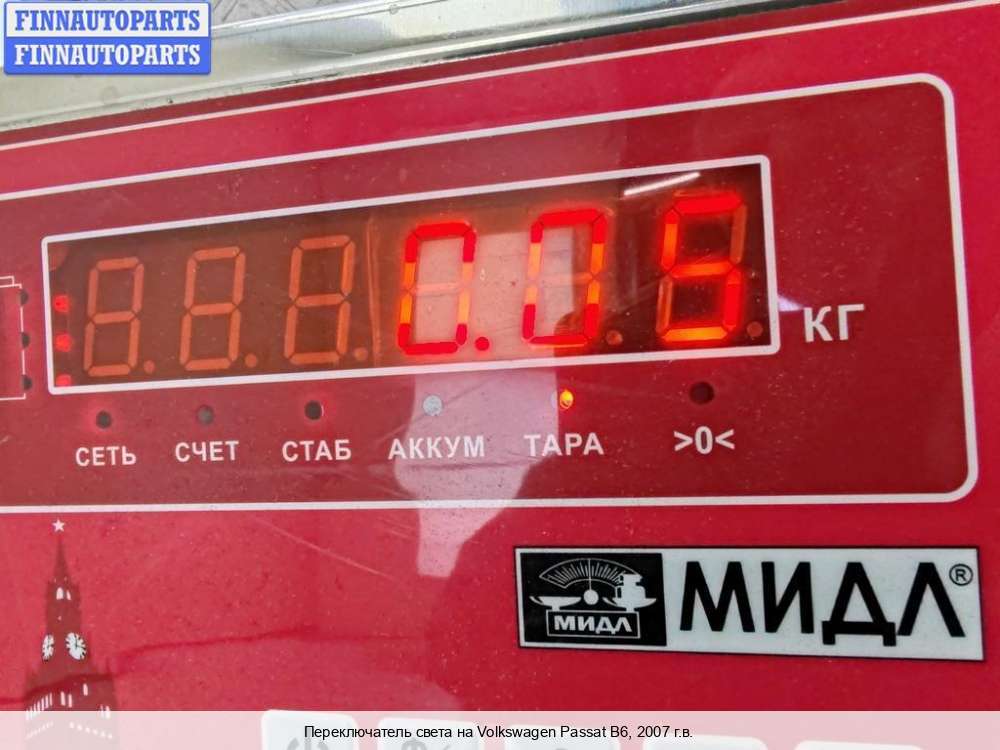 FINNAUTOPARTS
FINNAUTOPARTS
0.05
КГ
СЕТЬ СЧЕТ СТАБ АККУМ ТАРА >0<
МИДЛ
МИДЛ®
Переключатель света на Volkswagen Passat B6, 2007 г.в.